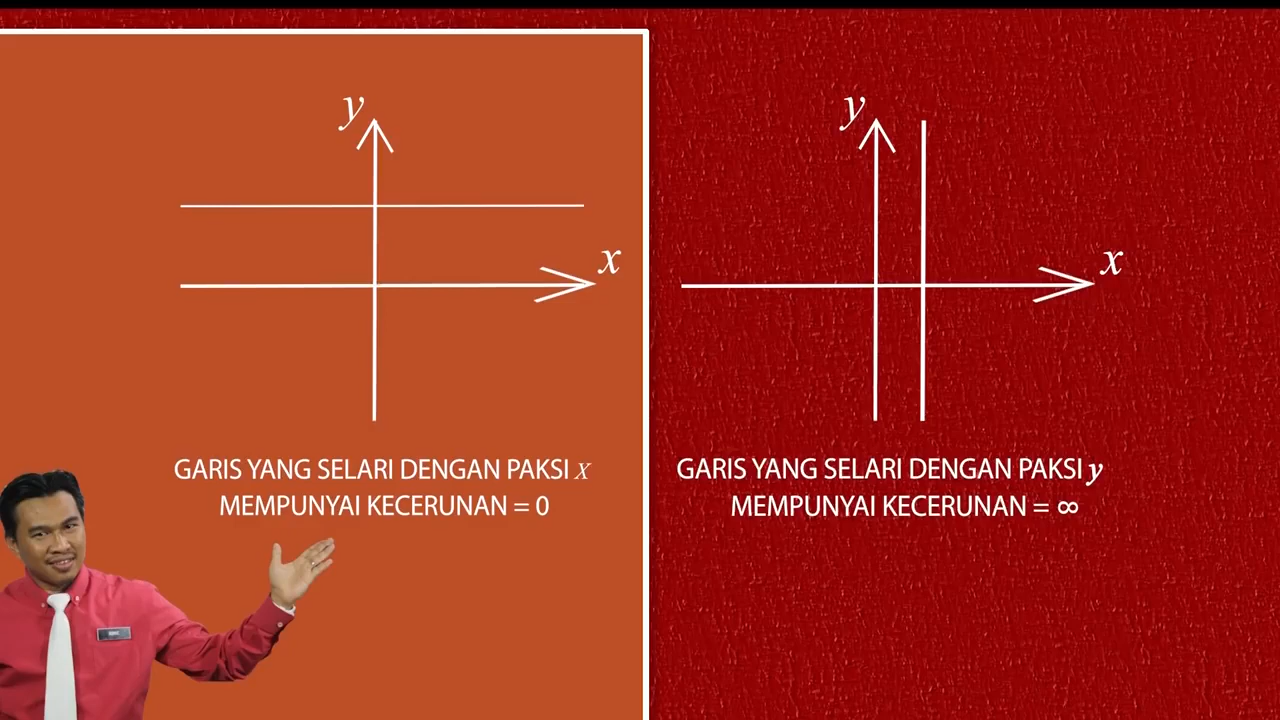 y
x
GARIS YANG SELARI DENGAN PAKSI X
MEMPUNYAI KECERUNAN = 0
y
x
GARIS YANG SELARI DENGAN PAKSI y
MEMPUNYAI KECERUNAN = ∞